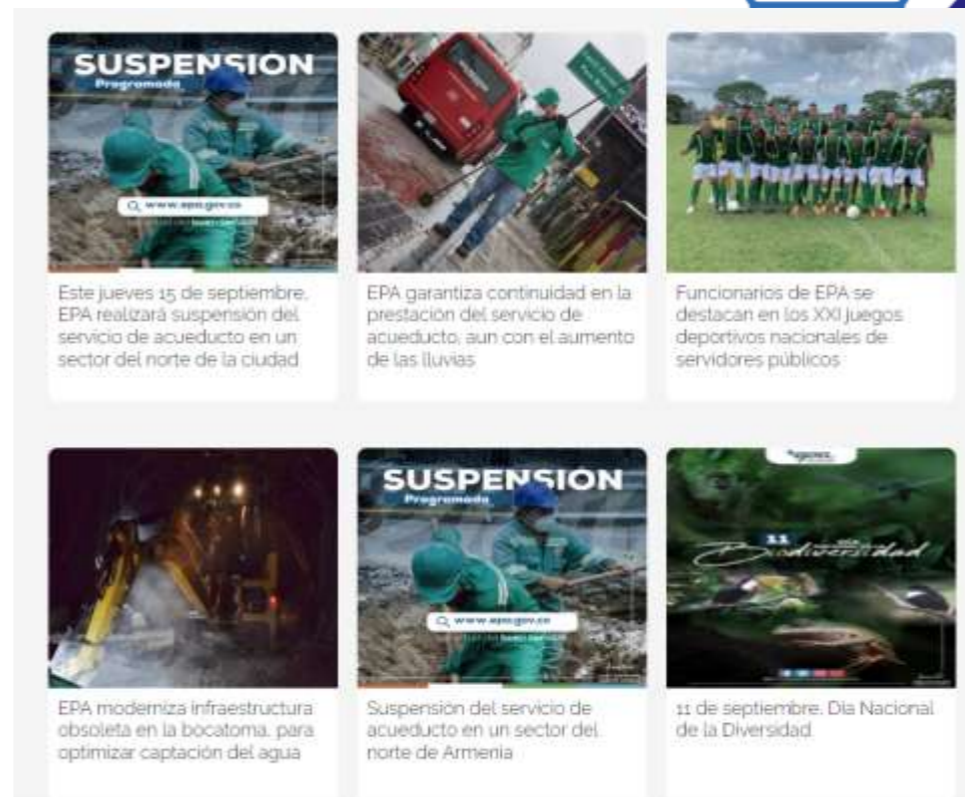 SUSPENSIÓN
Programada
www.epa.gov.co
Este jueves 15 de septiembre,
EPA realizará suspensión del
servicio de acueducto en un
sector del norte de la ciudad
EPA garantiza continuidad en la
prestación del servicio de
acueducto, aun con el aumento
de las lluvias
Funcionarios de EPA se
destacan en los XXI juegos
deportivos nacionales de
servidores públicos
EPA moderniza infraestructura
obsoleta en la bocatoma, para
optimizar captación del agua
SUSPENSIÓN
Programada
www.epa.gov.co
Suspensión del servicio de
acueducto en un sector del
norte de Armenia
11
Biodiversidad
11 de septiembre, Día Nacional
de la Diversidad